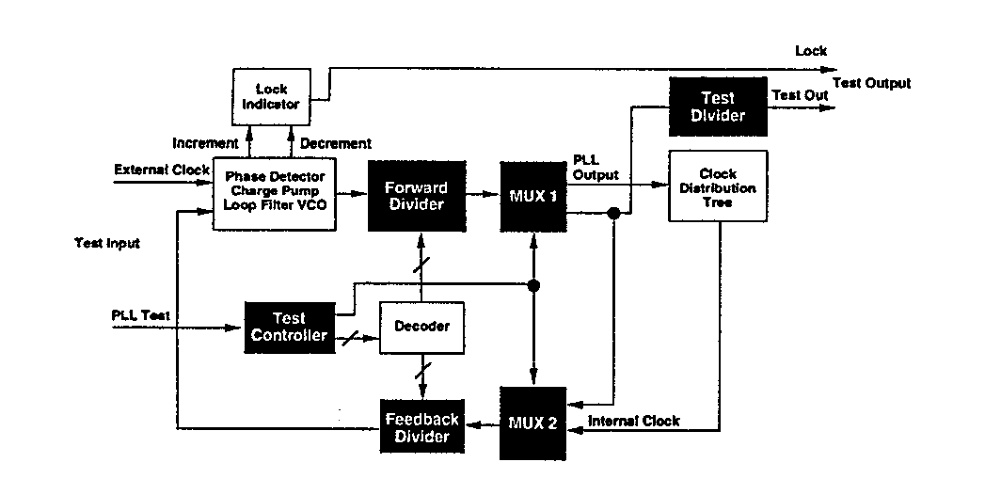 Lock
Test Output
Lock
Indicator
Test
Divider
Test Out
Increment
Decrement
External Clock
Phase Detector
Charge Pump
Loop Filter VCO
Forward
Divider
MUX 1
PLL
Output
Clock
Distribution
Tree
Test Input
PLL Test
Test
Controller
Decoder
Feedback
Divider
MUX 2
Internal Clock